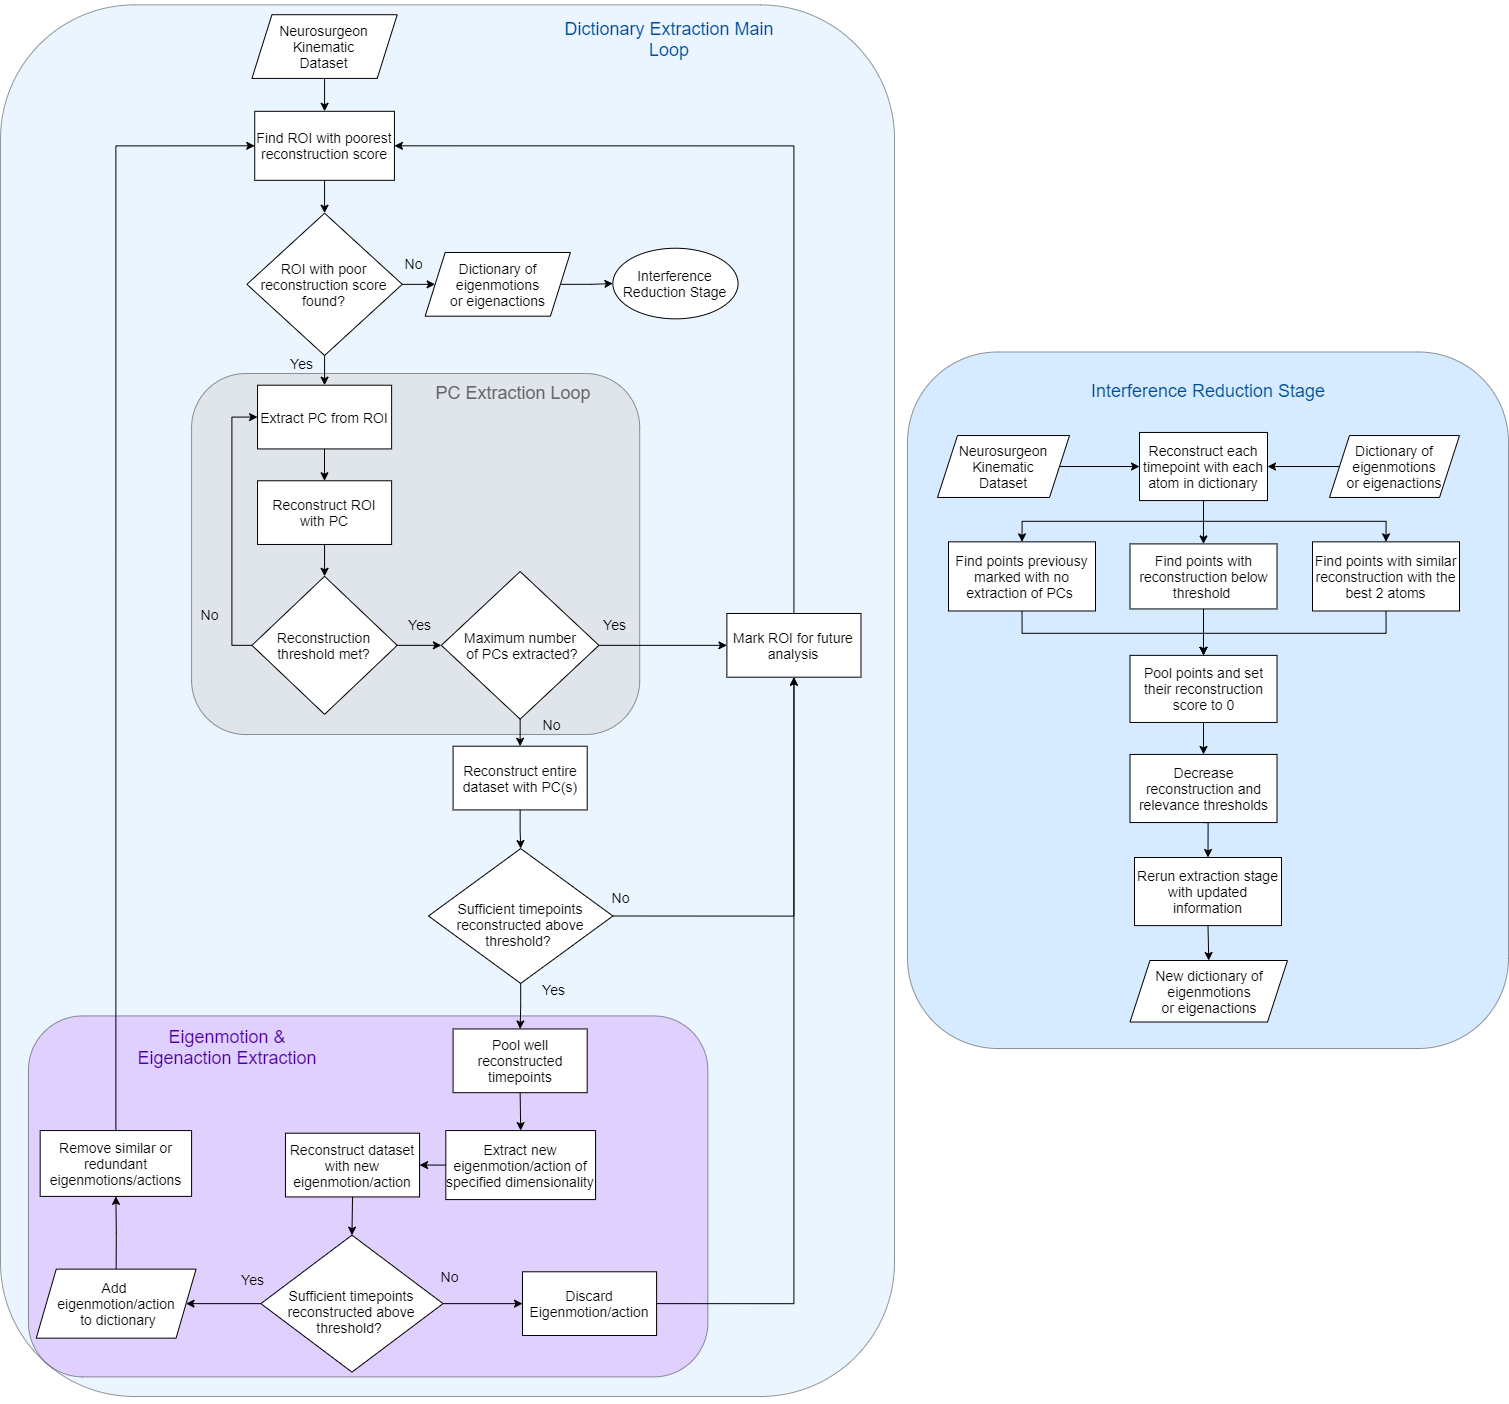 Dictionary Extraction Main
Loop
Neurosurgeon
Kinematic
Dataset
Find ROI with poorest
reconstruction score
ROI with poor
reconstruction score
found?
No
Dictionary of
eigenmotions
or eigenactions
Interference
Reduction Stage
Yes
PC Extraction Loop
Extract PC from ROI
Reconstruct ROI
with PC
No
Reconstruction
threshold met?
Yes
Maximum number
of PCs extracted?
Yes
Mark ROI for future
analysis
No
Reconstruct entire
dataset with PC(s)
Sufficient timepoints
reconstructed above
threshold?
No
Yes
Eigenmotion &
Eigenaction Extraction
Pool well
reconstructed
timepoints
Extract new
eigenmotion/action of
specified dimensionality
Reconstruct dataset
with new
eigenmotion/action
Remove similar or
redundant
eigenmotions/actions
Sufficient timepoints
reconstructed above
threshold?
Yes
No
Add
eigenmotion/action
to dictionary
Discard
Eigenmotion/action
Interference Reduction Stage
Neurosurgeon
Kinematic
Dataset
Reconstruct each
timepoint with each
atom in dictionary
Dictionary of
eigenmotions
or eigenactions
Find points previousy
marked with no
extraction of PCs
Find points with
reconstruction below
threshold
Find points with similar
reconstruction with the
best 2 atoms
Pool points and set
their reconstruction
score to 0
Decrease
reconstruction and
relevance thresholds
Rerun extraction stage
with updated
information
New dictionary of
eigenmotions
or eigenactions